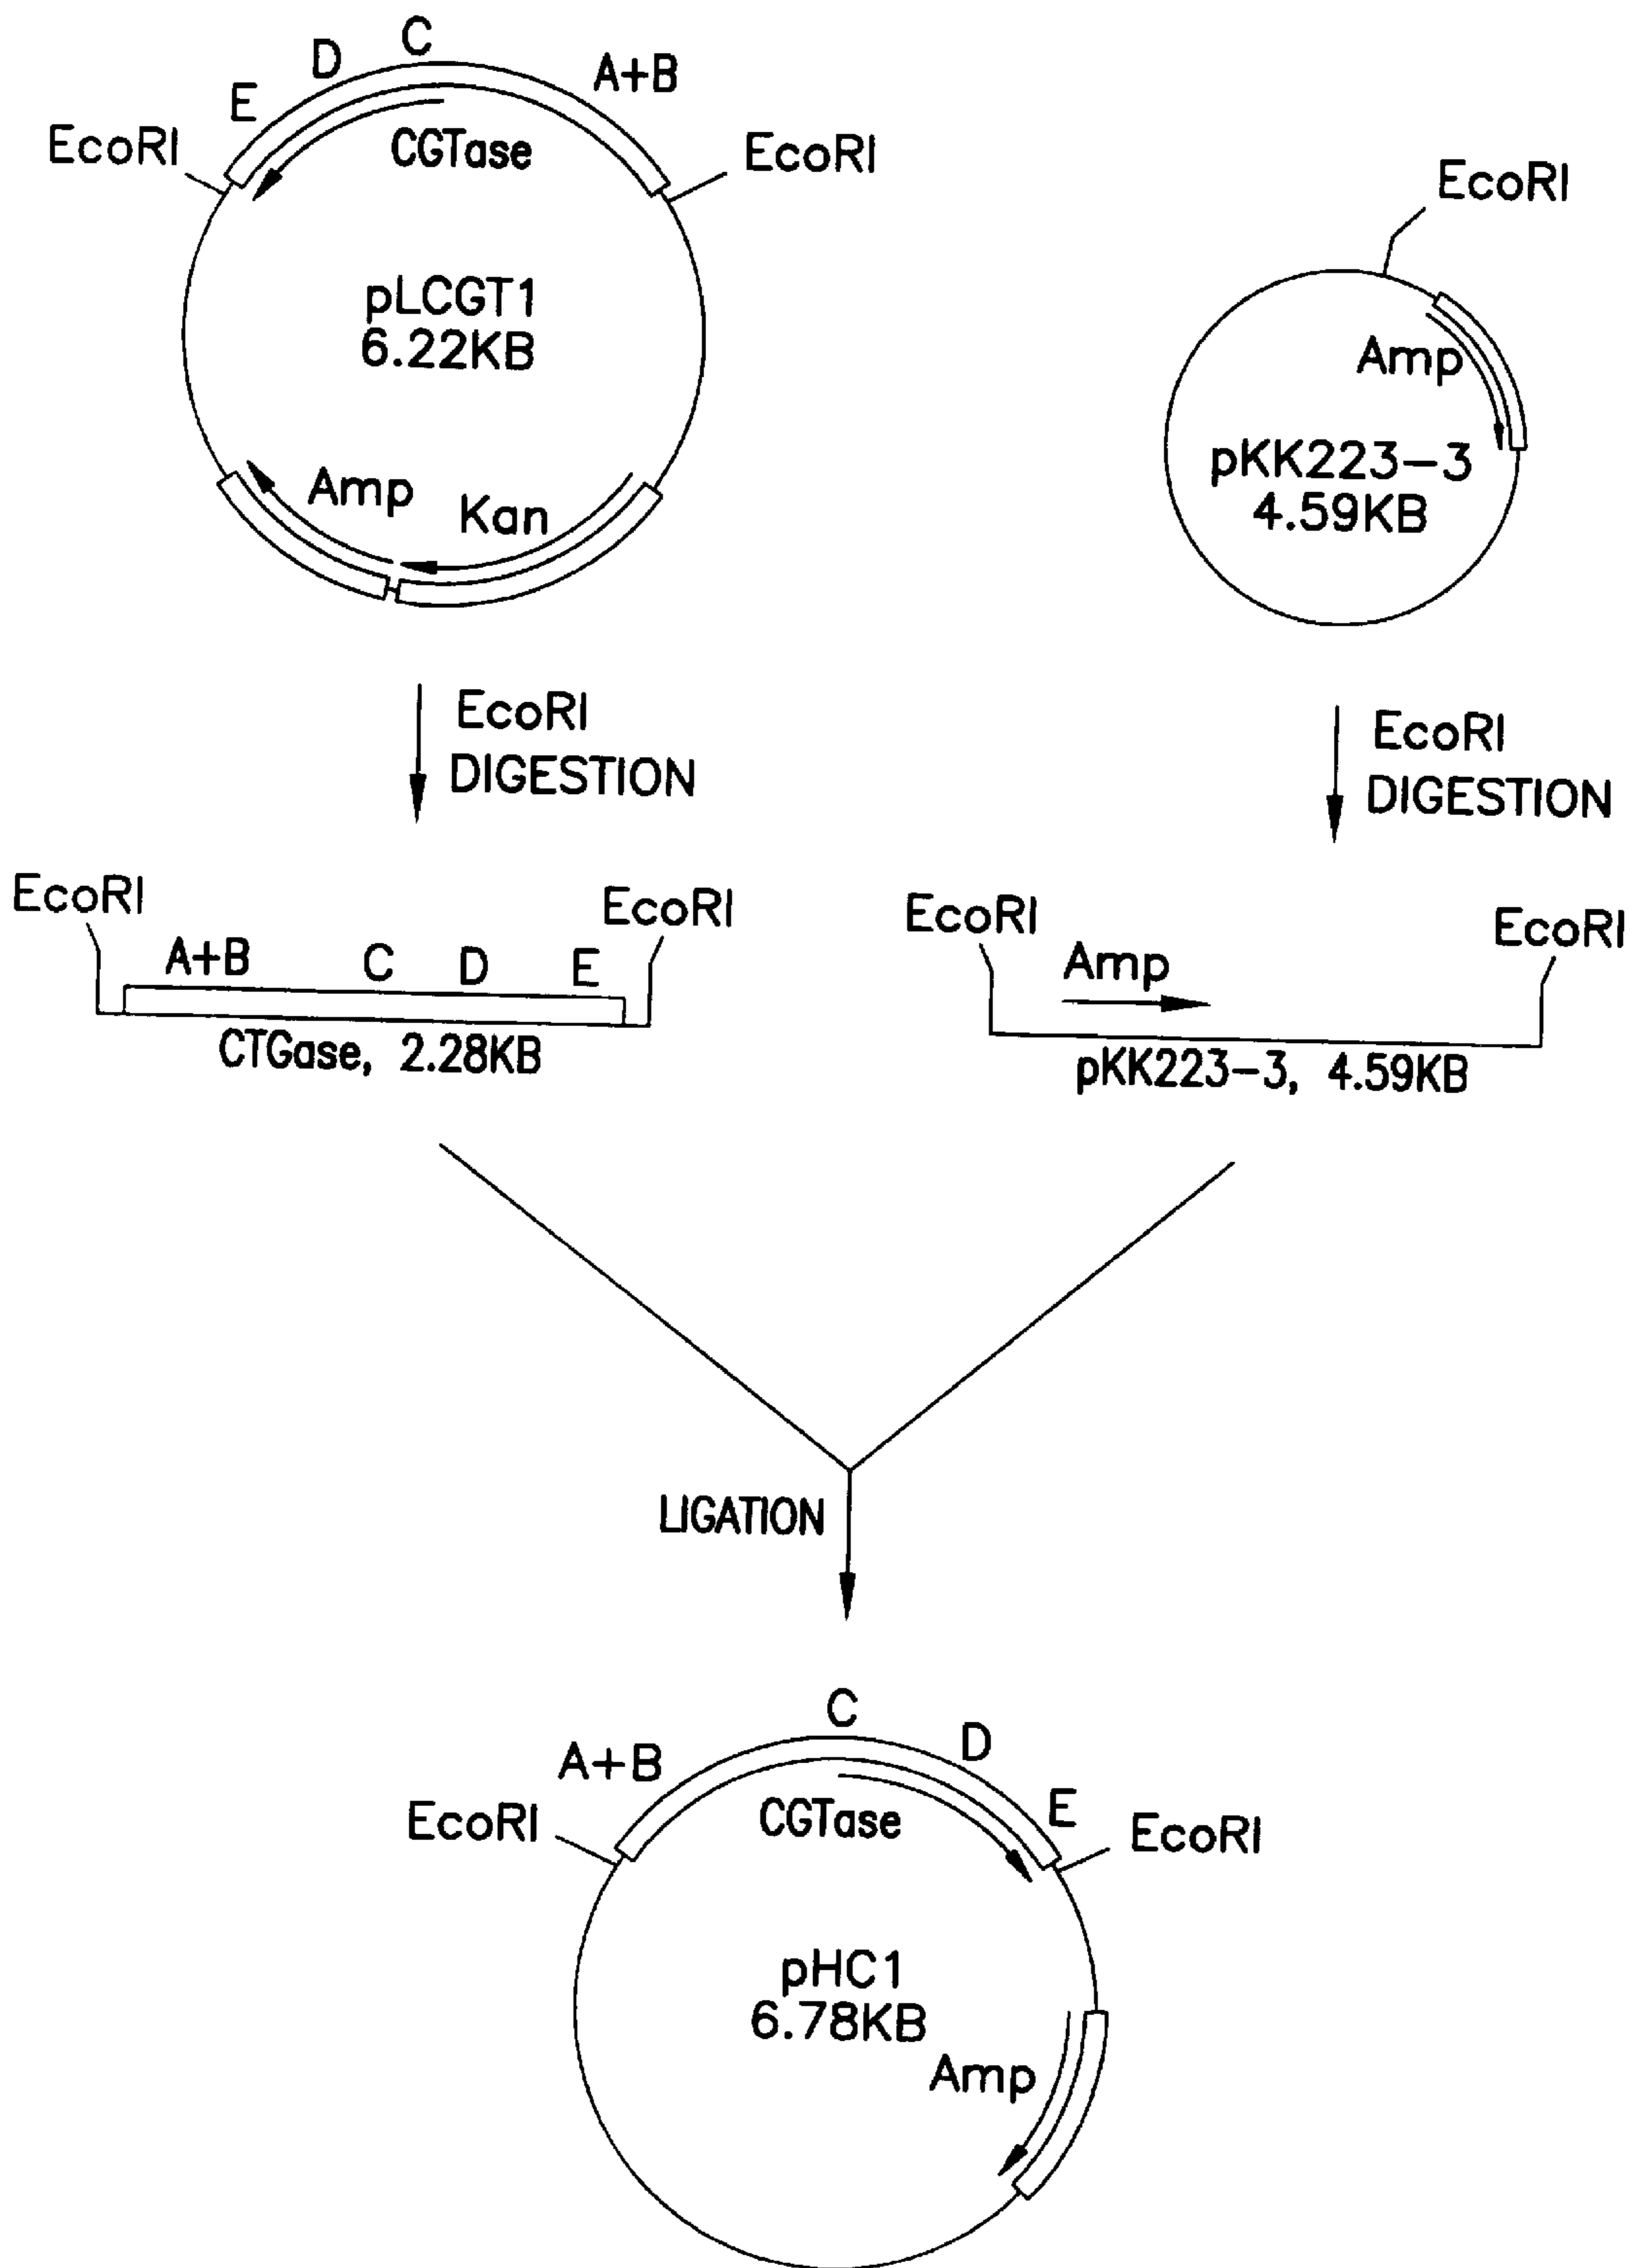 C
D
A+B
E
EcoRI
CGTase
EcoRI
pLCGT1
6.22KB
Amp
Kan
EcoRI
Amp
pKK223-3
4.59KB
EcoRI
DIGESTION
EcoRI
DIGESTION
EcoRI
EcoRI
A+B C D E
CTGase, 2.28KB
EcoRI
EcoRI
Amp
pKK223-3, 4.59KB
LIGATION
C
A+B
D
E
EcoRI
CGTase
EcoRI
pHC1
6.78KB
Amp